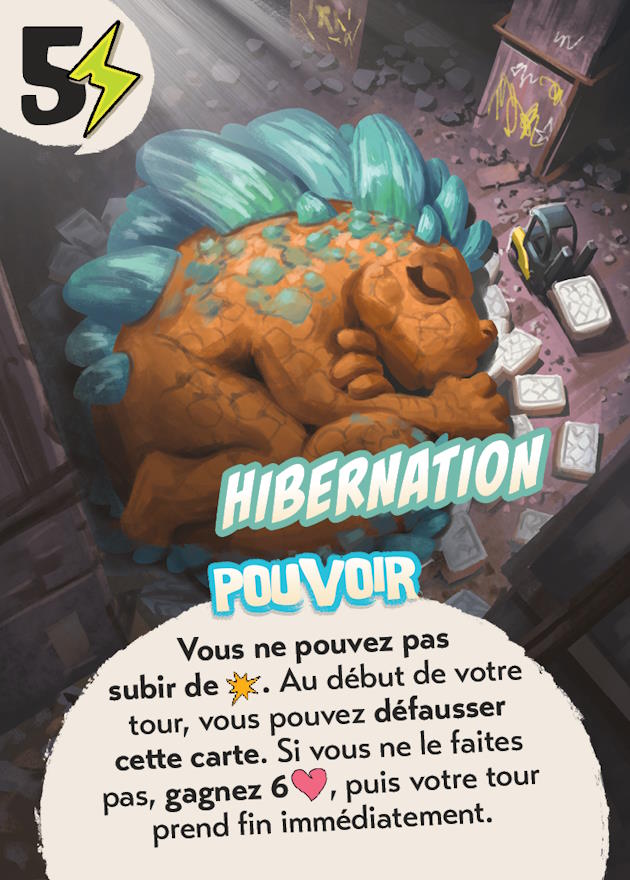 5
HIBERNATION
POUVOIR
Vous ne pouvez pas
subir de . Au début de votre
tour, vous pouvez défausser
cette carte. Si vous ne le faites
pas, gagnez 6 , puis votre tour
prend fin immédiatement.